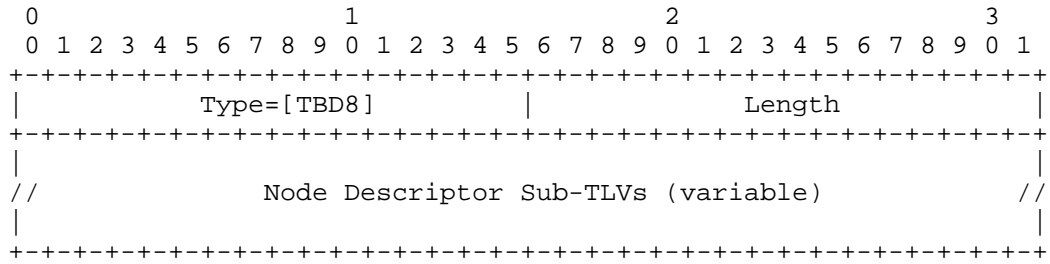 0                   1                   2                   3
 0 1 2 3 4 5 6 7 8 9 0 1 2 3 4 5 6 7 8 9 0 1 2 3 4 5 6 7 8 9 0 1
+-+-+-+-+-+-+-+-+-+-+-+-+-+-+-+-+-+-+-+-+-+-+-+-+-+-+-+-+-+-+-+-+
|           Type=[TBD8]         |             Length            |
+-+-+-+-+-+-+-+-+-+-+-+-+-+-+-+-+-+-+-+-+-+-+-+-+-+-+-+-+-+-+-+-+
|                                                               |
//              Node Descriptor Sub-TLVs (variable)            //
|                                                               |
+-+-+-+-+-+-+-+-+-+-+-+-+-+-+-+-+-+-+-+-+-+-+-+-+-+-+-+-+-+-+-+-+